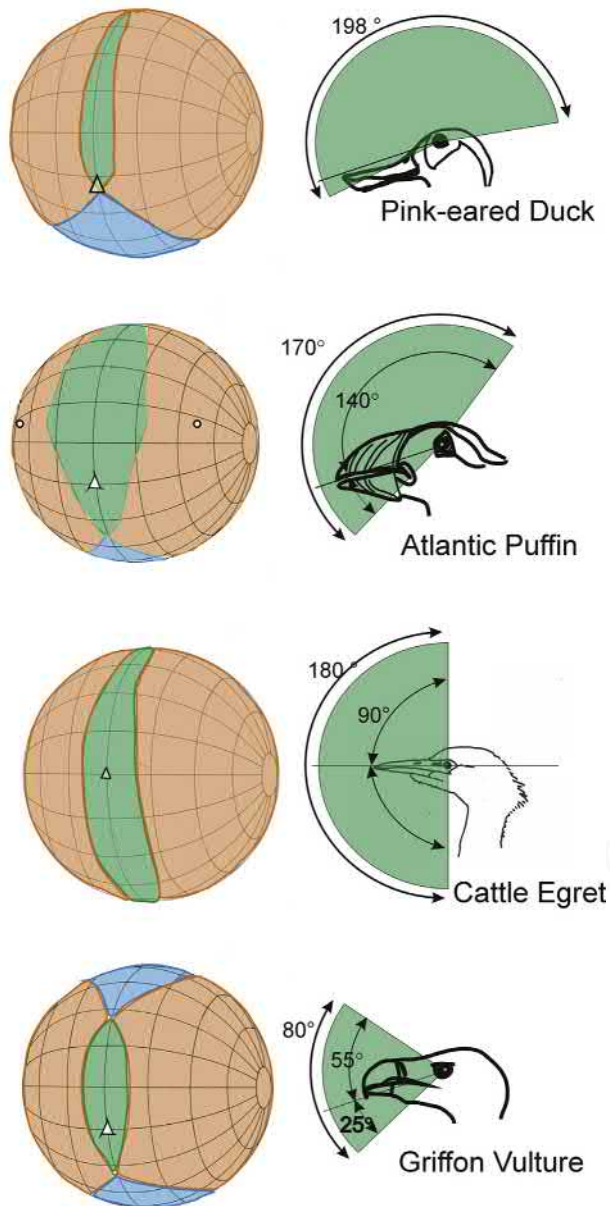 198 °
Pink-eared Duck
170°
140°
Atlantic Puffin
180 °
90°
Cattle Egret
80°
55°
25°
Griffon Vulture